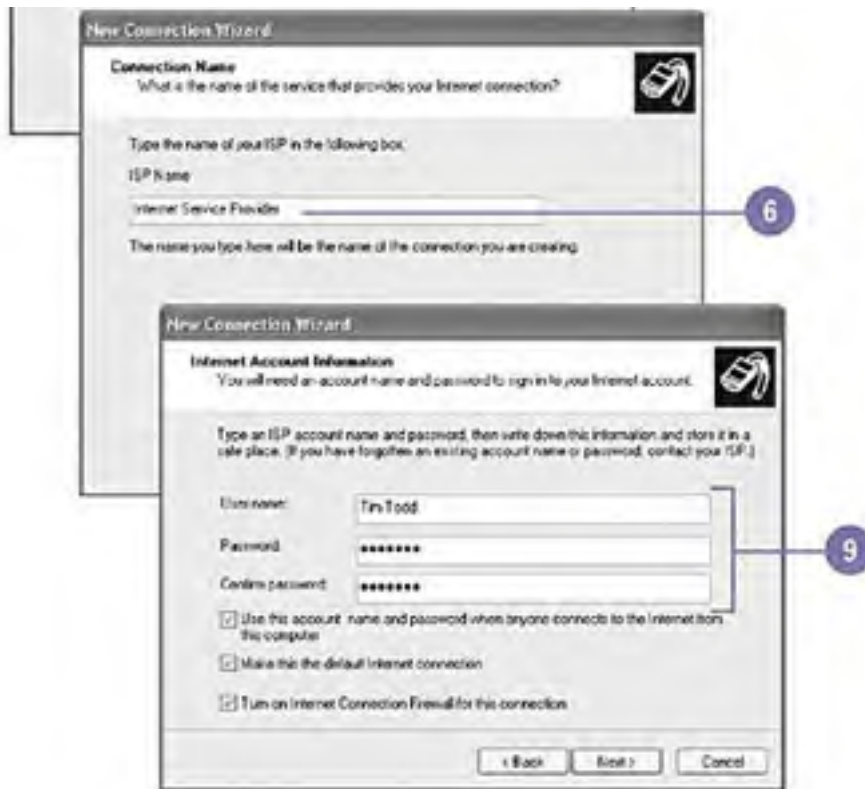 New Connection Wizard
Connection Name
What is the name of the service that provides your Internet connection?
Type the name of your ISP in the following box.
ISP Name
Internet Service Provider
6
The name you type here will be the name of the connection you are creating.
New Connection Wizard
Internet Account Information
You will need an account name and password to sign in to your Internet account.
Type an ISP account name and password, then write down this information and store it in a
safe place. (If you have forgotten an existing account name or password, contact your ISP.)
User name:
Tim Todd
Password:
•••••••
9
Confirm password:
•••••••
Use this account name and password when anyone connects to the Internet from
this computer
Make this the default Internet connection
Turn on Internet Connection Firewall for this connection
< Back
Next >
Cancel